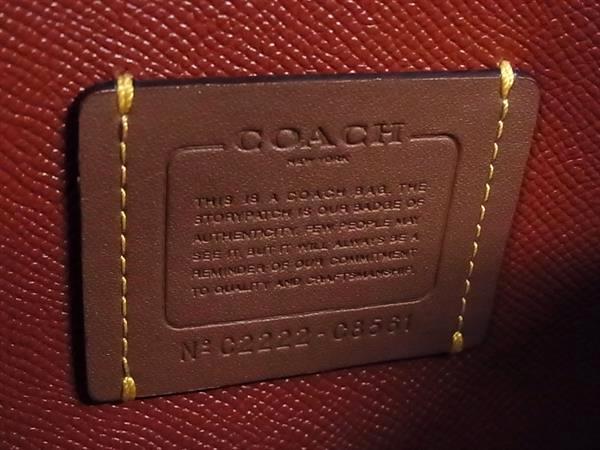 COACH
NEW YORK
THIS IS A COACH BAG. THE
STORYPATCH IS OUR BADGE OF
AUTHENTICITY. FEW PEOPLE MAY
SEE IT, BUT IT WILL ALWAYS BE A
REMINDER OF OUR COMMITMENT
TO QUALITY AND CRAFTSMANSHIP.
Nº C2222-C8561